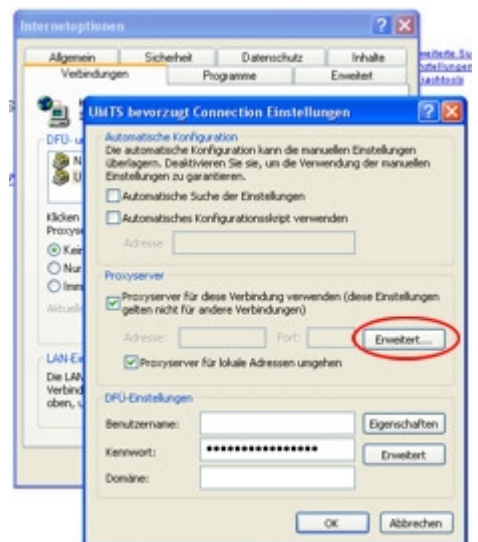 Internetoptionen
Allgemein Sicherheit Datenschutz Inhalte
Verbindungen Programme Erweitert
DFÜ- u
N
U
Klicken
Proxyse
Kein
Nur
Imm
Aktuelle
LAN-Ei
Die LAN
Verbind
oben, u
UMTS bevorzugt Connection Einstellungen
Automatische Konfiguration
Die automatische Konfiguration kann die manuellen Einstellungen
überlagern. Deaktivieren Sie sie, um die Verwendung der manuellen
Einstellungen zu garantieren.
Automatische Suche der Einstellungen
Automatisches Konfigurationsskript verwenden
Adresse
Proxyserver
Proxyserver für diese Verbindung verwenden (diese Einstellungen
gelten nicht für andere Verbindungen)
Adresse: Port: Erweitert...
Proxyserver für lokale Adressen umgehen
DFÜ-Einstellungen
Benutzername: Eigenschaften
Kennwort: •••••••••••••••• Erweitert
Domäne:
OK Abbrechen